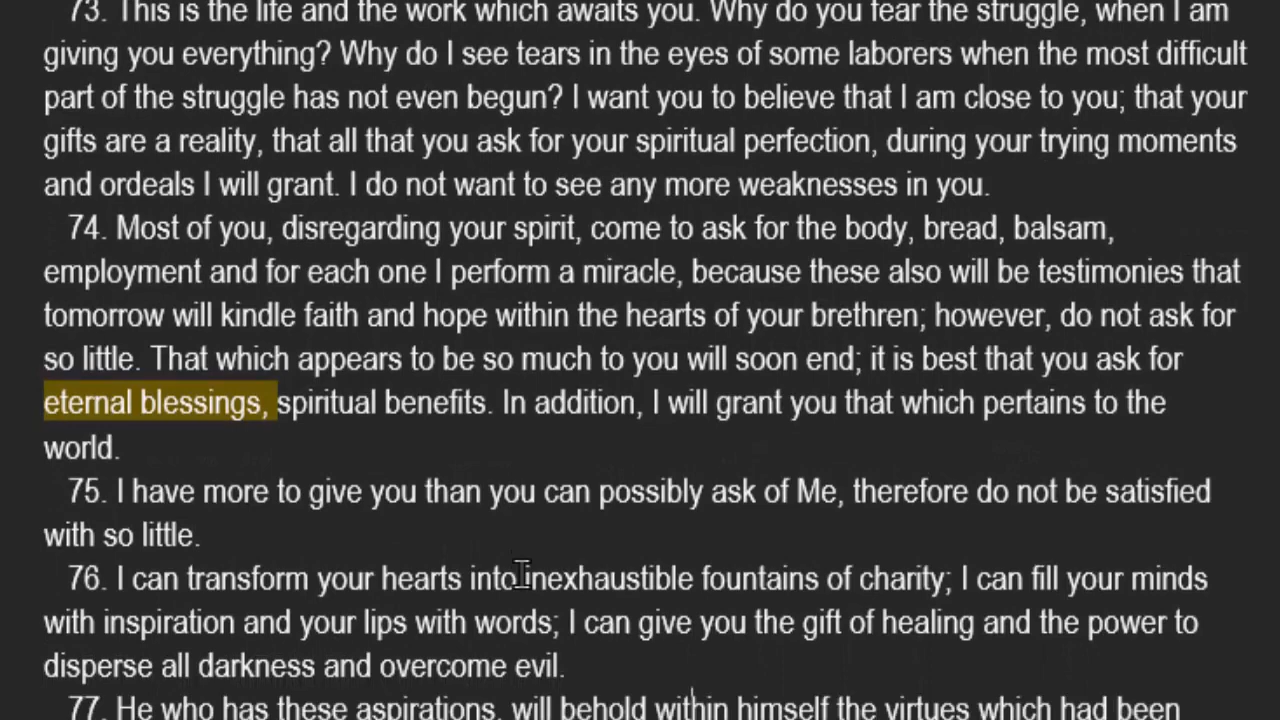 73. This is the life and the work which awaits you. Why do you fear the struggle, when I am
giving you everything? Why do I see tears in the eyes of some laborers when the most difficult
part of the struggle has not even begun? I want you to believe that I am close to you; that your
gifts are a reality, that all that you ask for your spiritual perfection, during your trying moments
and ordeals I will grant. I do not want to see any more weaknesses in you.
74. Most of you, disregarding your spirit, come to ask for the body, bread, balsam,
employment and for each one I perform a miracle, because these also will be testimonies that
tomorrow will kindle faith and hope within the hearts of your brethren; however, do not ask for
so little. That which appears to be so much to you will soon end; it is best that you ask for
eternal blessings, spiritual benefits. In addition, I will grant you that which pertains to the
world.
75. I have more to give you than you can possibly ask of Me, therefore do not be satisfied
with so little.
76. I can transform your hearts into inexhaustible fountains of charity; I can fill your minds
with inspiration and your lips with words; I can give you the gift of healing and the power to
disperse all darkness and overcome evil.
77. He who has these aspirations, will behold within himself the virtues which had been